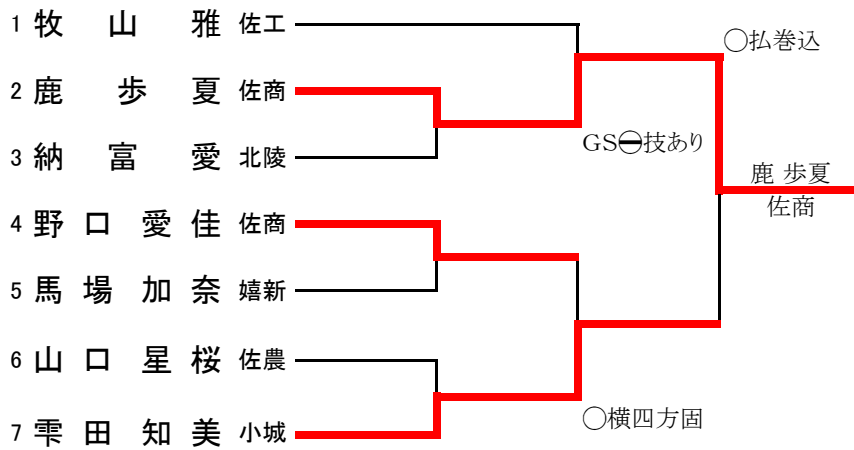 1 牧山雅 佐工
2 鹿歩夏 佐商
3 納富愛 北陵
4 野口愛佳 佐商
5 馬場加奈 嬉新
6 山口星桜 佐農
7 雫田知美 小城
◯払巻込
GS⊖技あり
◯横四方固
鹿 歩夏
佐商